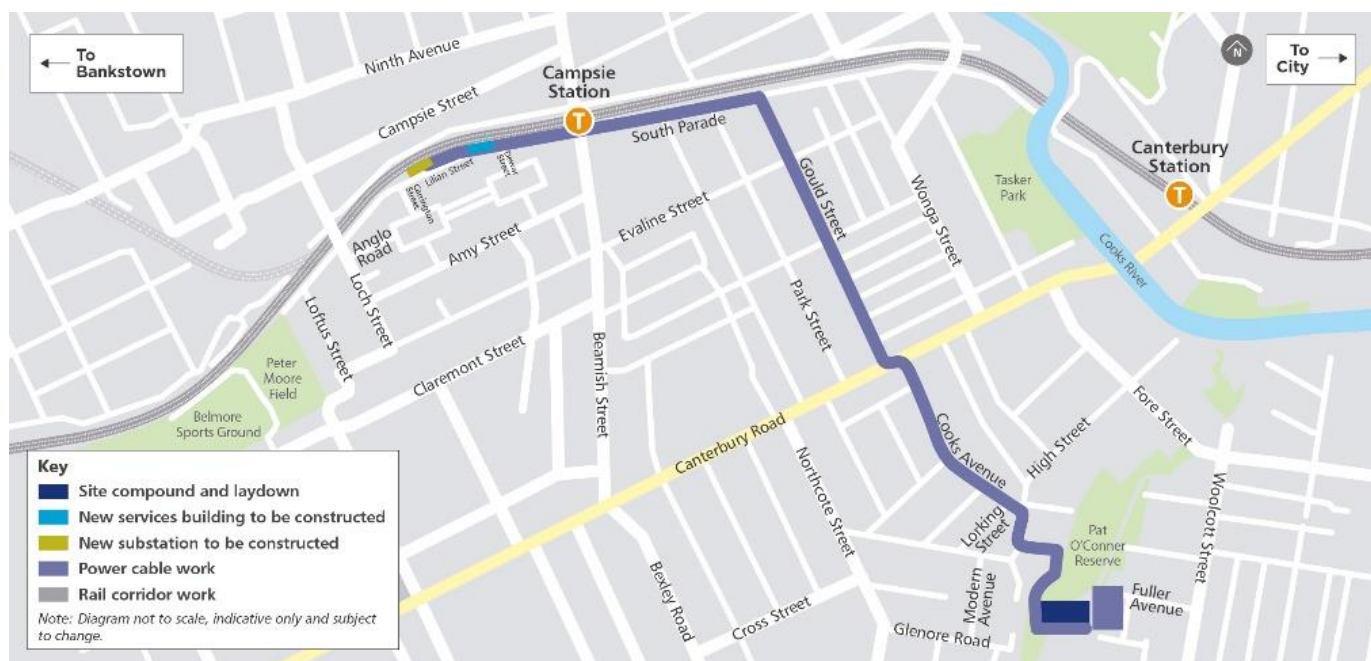 To
Bankstown
Ninth Avenue
Campsie Street
Campsie
Station
T
N
To
City
Canterbury
Station
T
South Parade
Lilian Street
Dewar
Street
Carrington
Street
Anglo
Road
Amy Street
Evaline Street
Gould Street
Wonga Street
Tasker
Park
Cooks River
Loch Street
Loftus Street
Peter
Moore
Field
Belmore
Sports Ground
Claremont Street
Beamish Street
Park Street
Canterbury Road
Cooks Avenue
High Street
Fore Street
Woolcott Street
Northcote Street
Lorking
Street
Pat
O'Conner
Reserve
Modern
Avenue
Fuller
Avenue
Bexley Road
Cross Street
Glenore Road
Key
Site compound and laydown
New services building to be constructed
New substation to be constructed
Power cable work
Rail corridor work
Note: Diagram not to scale, indicative only and subject
to change.